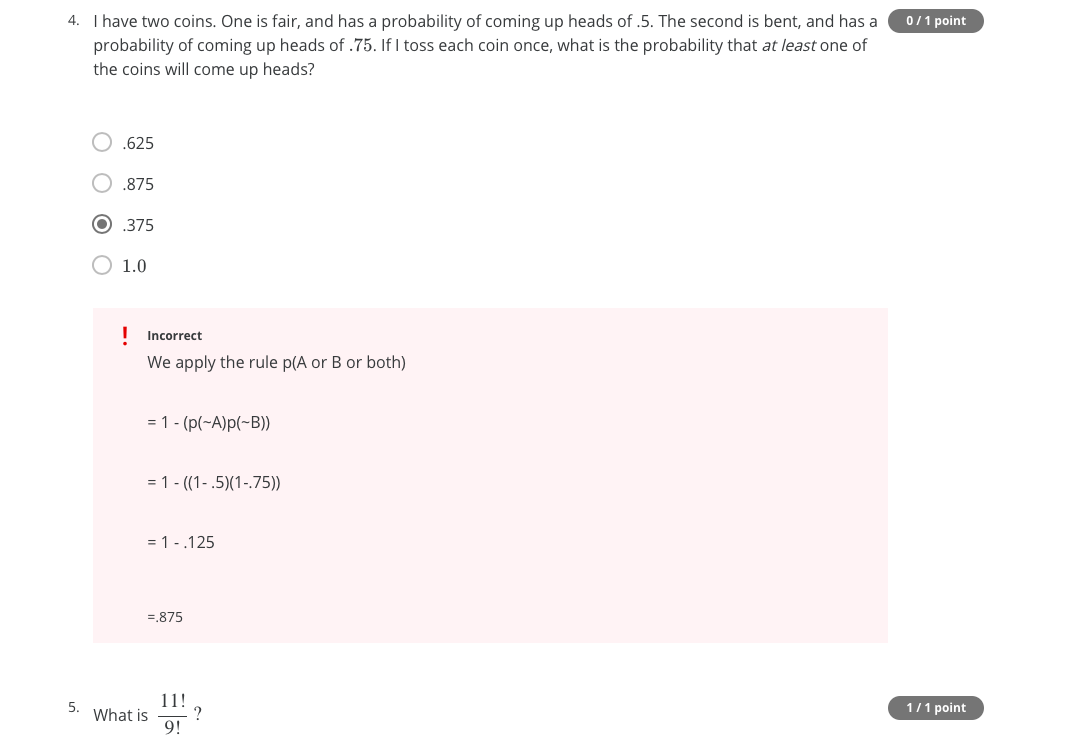 4. I have two coins. One is fair, and has a probability of coming up heads of .5. The second is bent, and has a
0 / 1 point
probability of coming up heads of .75. If I toss each coin once, what is the probability that at least one of
the coins will come up heads?
.625
.875
.375
1.0
! Incorrect
We apply the rule p(A or B or both)
= 1 - (p(~A)p(~B))
= 1 - ((1- .5)(1-.75))
= 1 - .125
=.875
5. What is 11!/9! ?
1 / 1 point